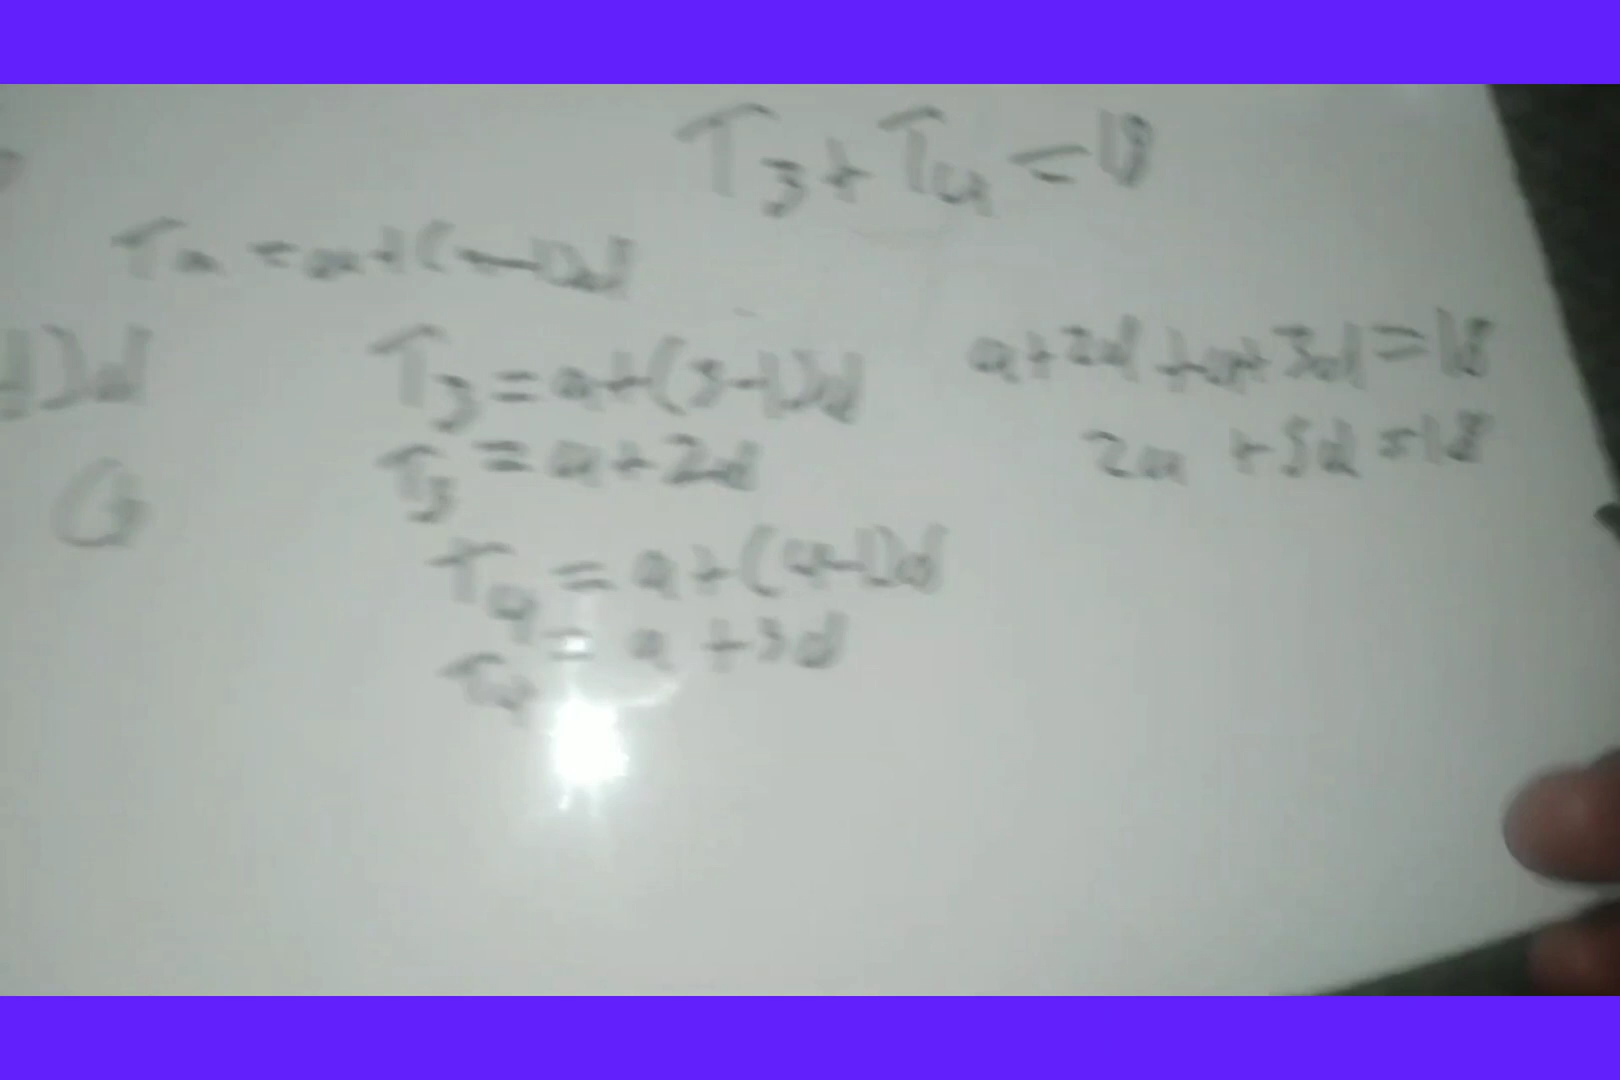 T3 + T4 = 18
Tn = a + (n-1)d
-1)d
T3 = a + (3-1)d
T3 = a + 2d
T4 = a + (4-1)d
T4 = a + 3d
a + 2d + a + 3d = 18
2a + 5d = 18